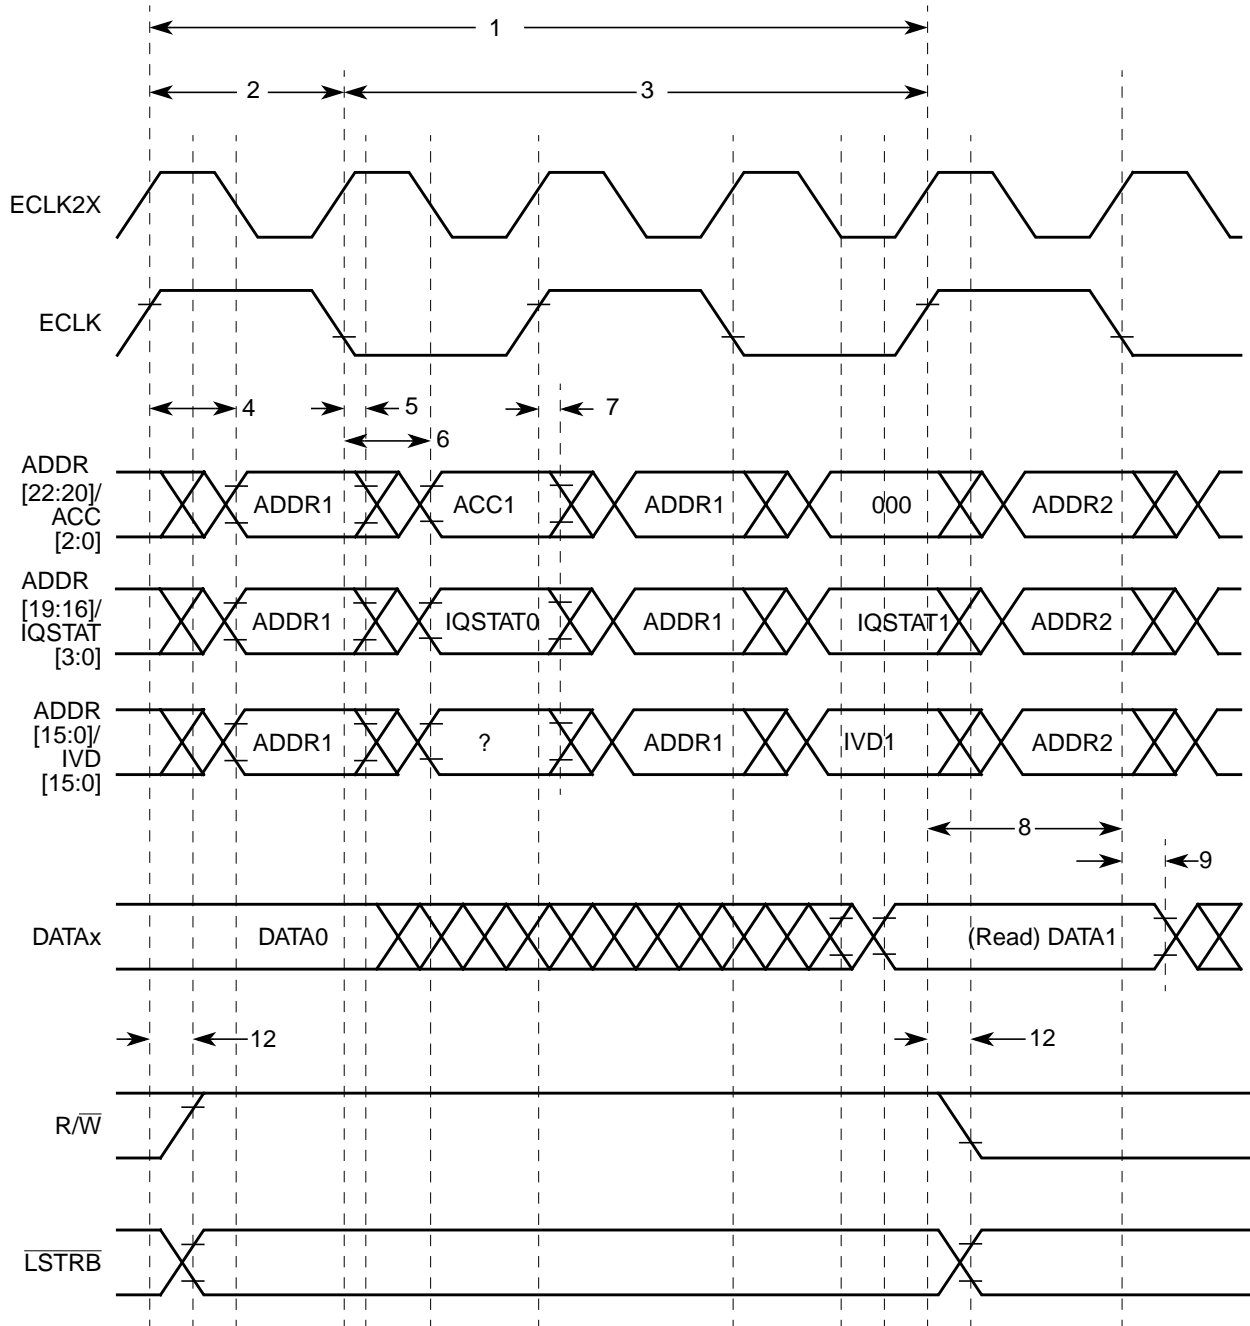 1
2 3
ECLK2X
ECLK
4 5 7
6
ADDR
[22:20]/
ACC
[2:0]
ADDR1 ACC1 ADDR1 000 ADDR2
ADDR
[19:16]/
IQSTAT
[3:0]
ADDR1 IQSTAT0 ADDR1 IQSTAT1 ADDR2
ADDR
[15:0]/
IVD
[15:0]
ADDR1 ? ADDR1 IVD1 ADDR2
8
9
DATAx DATA0 (Read) DATA1
12 12
R/W̅
L̅S̅T̅R̅B̅